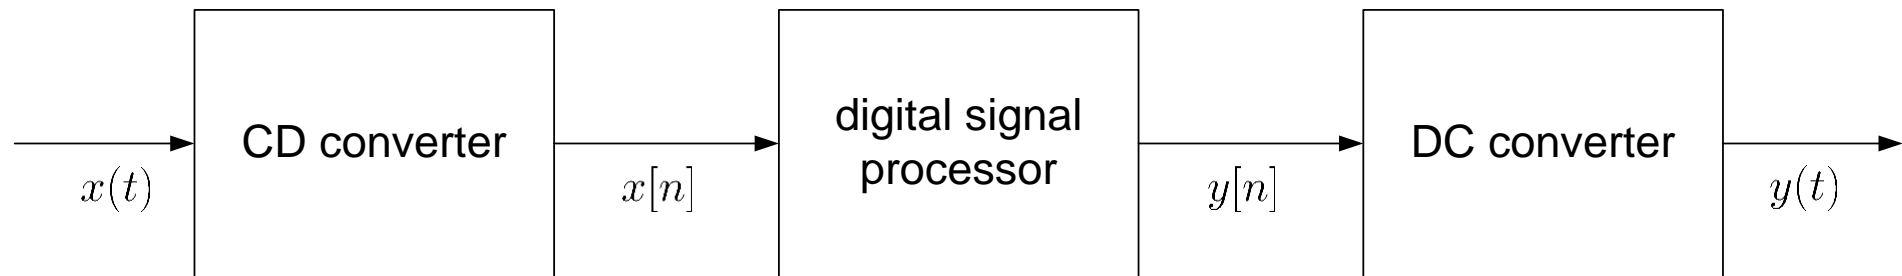 CD converter
digital signal
processor
DC converter
x(t)
x[n]
y[n]
y(t)